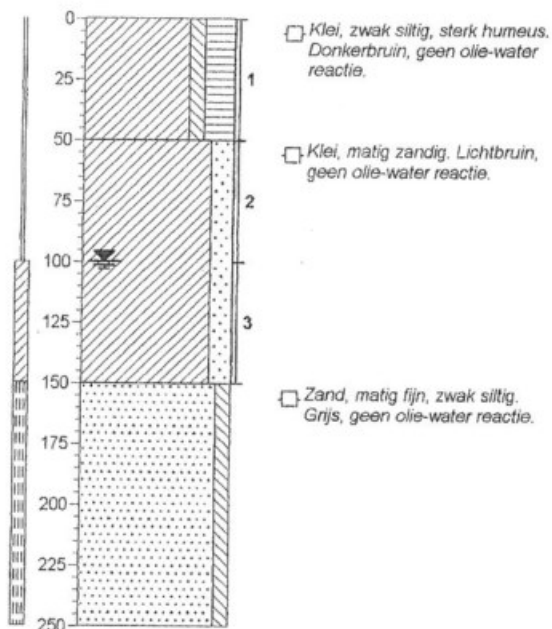 0
Klei, zwak siltig, sterk humeus.
Donkerbruin, geen olie-water
reactie.
25
1
50
Klei, matig zandig. Lichtbruin,
geen olie-water reactie.
75
2
100
125
3
150
Zand, matig fijn, zwak siltig.
Grijs, geen olie-water reactie.
175
200
225
250